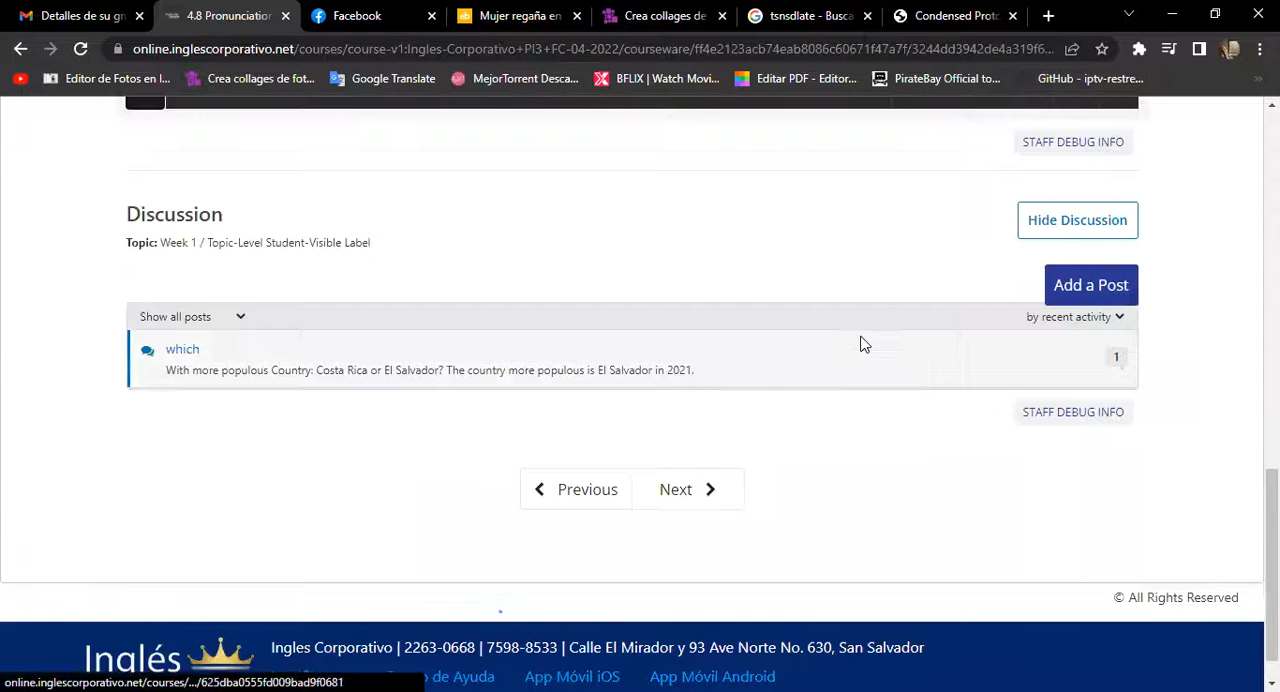 Detalles de su gr
4.8 Pronunciation
Facebook
Mujer regaña en
Crea collages de
tsnsdlate - Busca
Condensed Proto
online.inglescorporativo.net/courses/course-v1:Ingles-Corporativo+PI3+FC-04-2022/courseware/ff4e2123acb74eab8086c60671f47a7f/3244dd3942de4a319f6...
Editor de Fotos en l...
Crea collages de fot...
Google Translate
MejorTorrent Desca...
BFLIX | Watch Movi...
Editar PDF - Editor...
PirateBay Official to...
GitHub - iptv-restre...
STAFF DEBUG INFO
Discussion
Hide Discussion
Topic: Week 1 / Topic-Level Student-Visible Label
Add a Post
Show all posts
by recent activity
which
1
With more populous Country: Costa Rica or El Salvador? The country more populous is El Salvador in 2021.
STAFF DEBUG INFO
Previous
Next
© All Rights Reserved
Inglés
Ingles Corporativo | 2263-0668 | 7598-8533 | Calle El Mirador y 93 Ave Norte No. 630, San Salvador
de Ayuda
App Móvil iOS
App Móvil Android
online.inglescorporativo.net/courses/.../625dba0555fd009bad9f0681